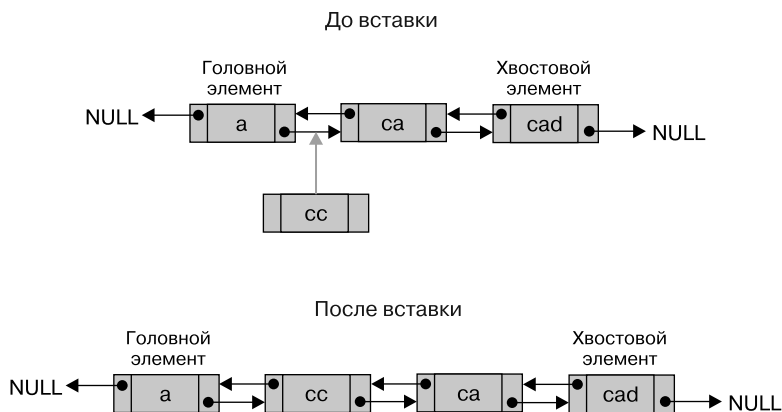 До вставки
Головной
элемент
Хвостовой
элемент
NULL
a
ca
cad
NULL
cc
После вставки
Головной
элемент
Хвостовой
элемент
NULL
a
cc
ca
cad
NULL